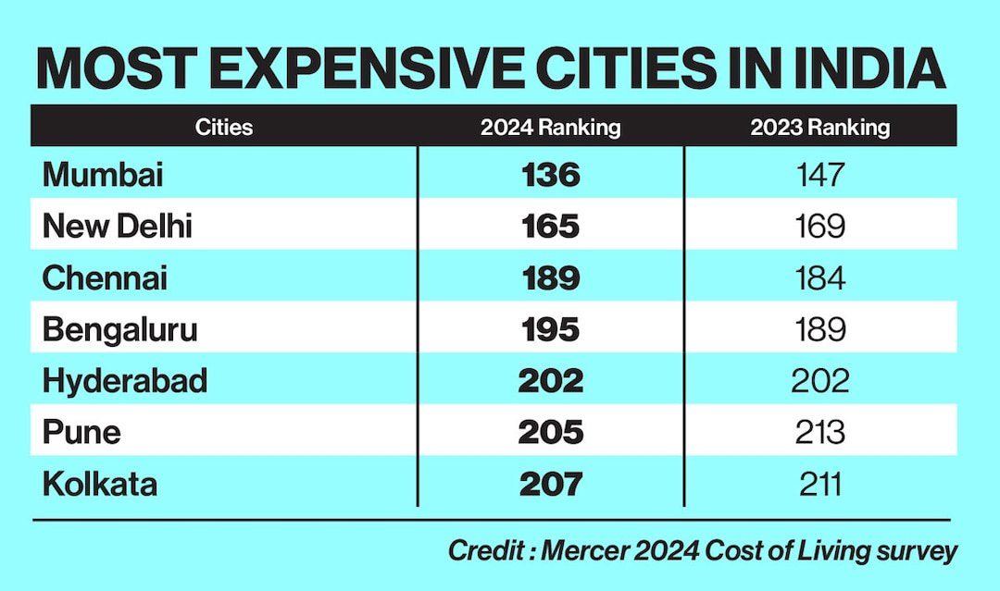 MOST EXPENSIVE CITIES IN INDIA
Cities 2024 Ranking 2023 Ranking
Mumbai 136 147
New Delhi 165 169
Chennai 189 184
Bengaluru 195 189
Hyderabad 202 202
Pune 205 213
Kolkata 207 211
Credit : Mercer 2024 Cost of Living survey